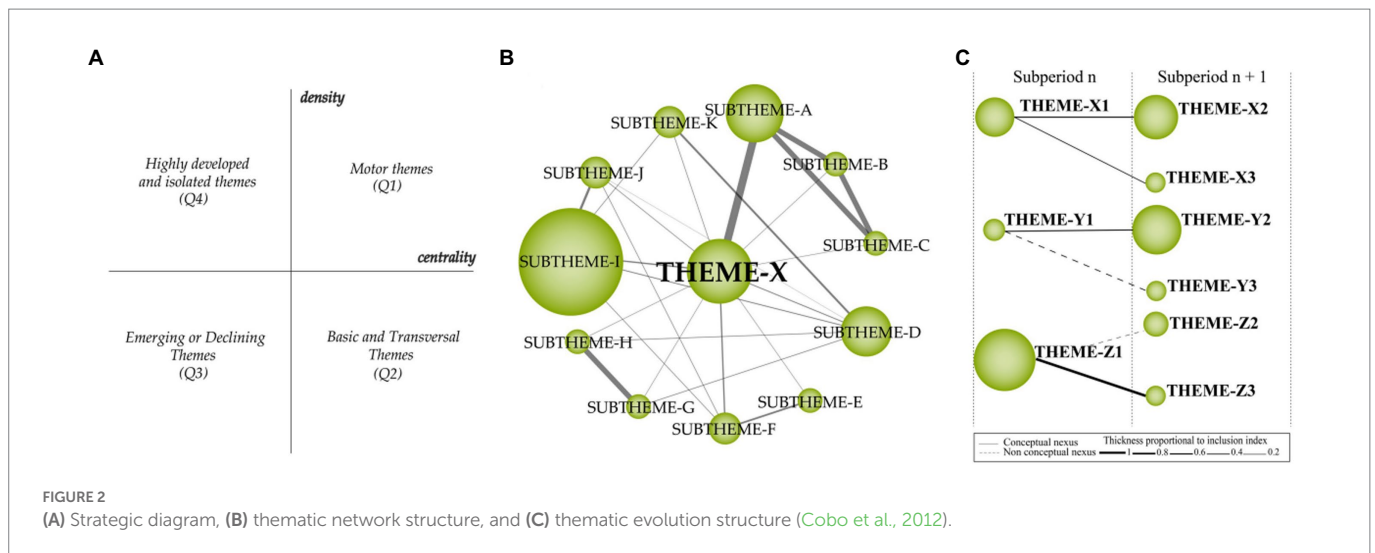 A
density
Highly developed
and isolated themes
(Q4)
Motor themes
(Q1)
centrality
Emerging or Declining
Themes
(Q3)
Basic and Transversal
Themes
(Q2)
B
SUBTHEME-A
SUBTHEME-K
SUBTHEME-B
SUBTHEME-J
SUBTHEME-C
SUBTHEME-I
THEME-X
SUBTHEME-D
SUBTHEME-H
SUBTHEME-G
SUBTHEME-E
SUBTHEME-F
C
Subperiod n
Subperiod n + 1
THEME-X1
THEME-X2
THEME-X3
THEME-Y1
THEME-Y2
THEME-Y3
THEME-Z2
THEME-Z1
THEME-Z3
Conceptual nexus
Non conceptual nexus
Thickness proportional to inclusion index
1 0.8 0.6 0.4 0.2
FIGURE 2
(A) Strategic diagram, (B) thematic network structure, and (C) thematic evolution structure (Cobo et al., 2012).